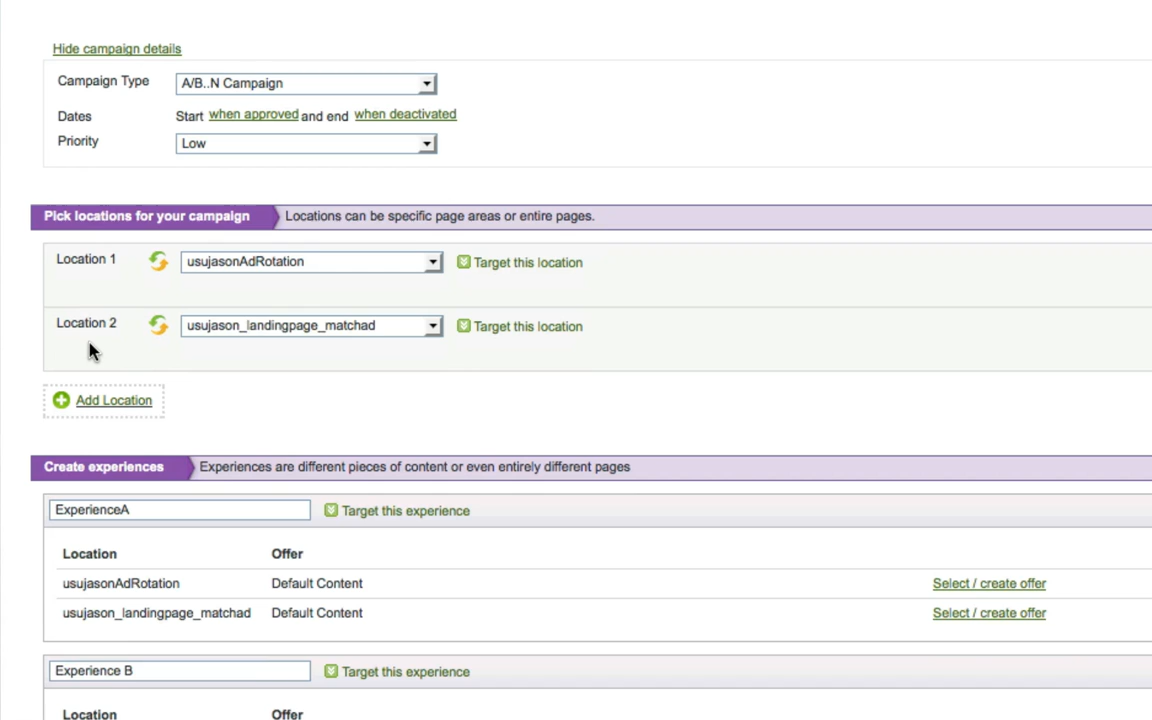 Hide campaign details
Campaign Type A/B..N Campaign
Dates Start when approved and end when deactivated
Priority Low
Pick locations for your campaign Locations can be specific page areas or entire pages.
Location 1 usujasonAdRotation Target this location
Location 2 usujason_landingpage_matchad Target this location
Add Location
Create experiences Experiences are different pieces of content or even entirely different pages
ExperienceA Target this experience
Location Offer
usujasonAdRotation Default Content Select / create offer
usujason_landingpage_matchad Default Content Select / create offer
Experience B Target this experience
Location Offer